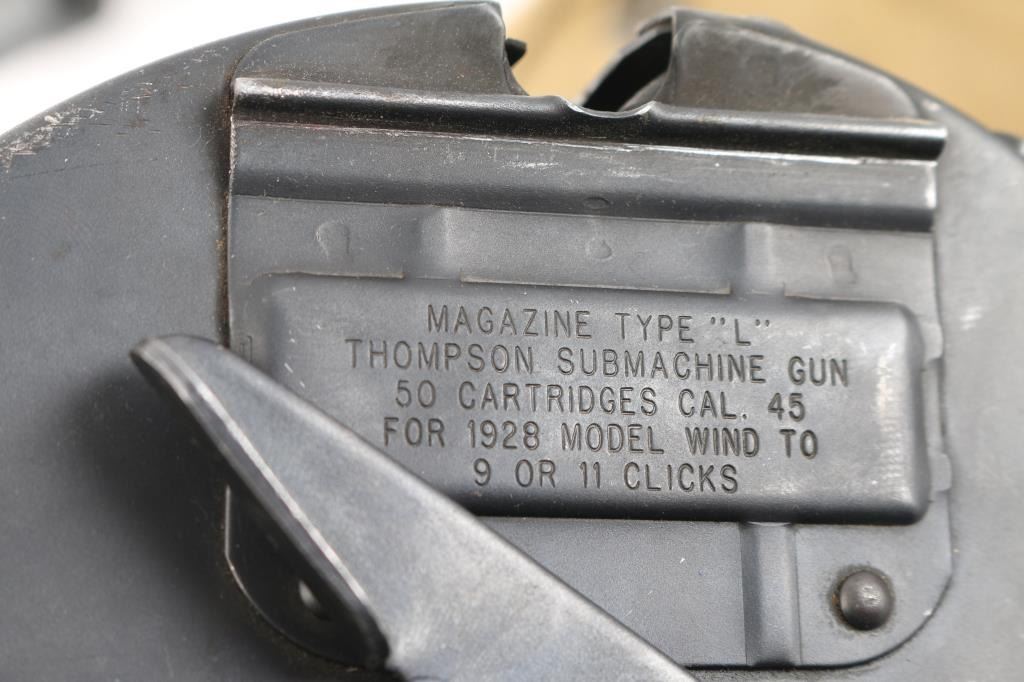 MAGAZINE TYPE "L"
THOMPSON SUBMACHINE GUN
50 CARTRIDGES CAL. 45
FOR 1928 MODEL WIND TO
9 OR 11 CLICKS